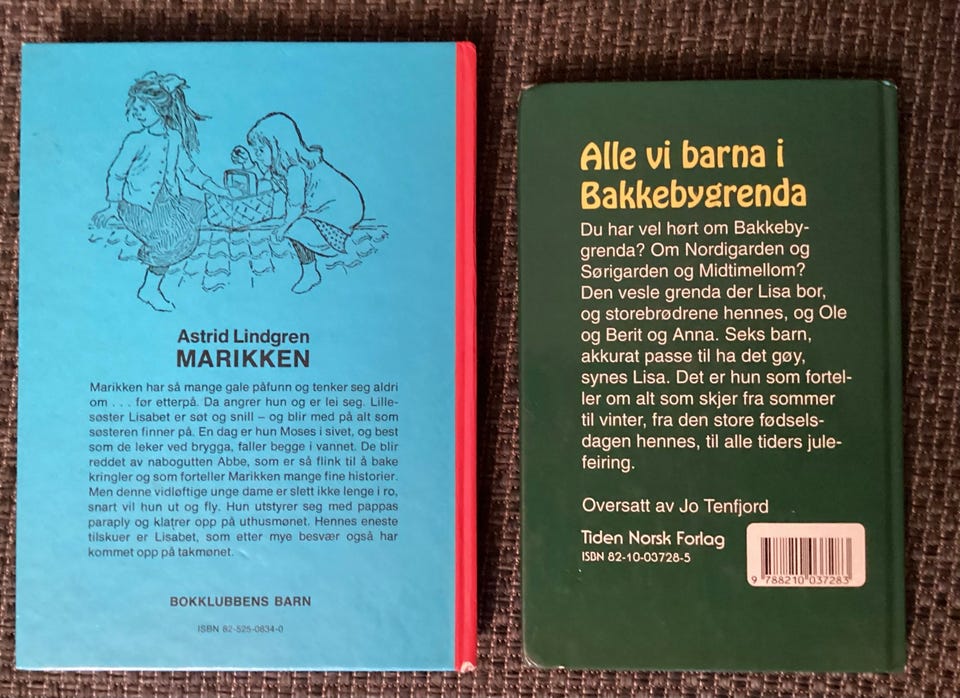 Astrid Lindgren
MARIKKEN
Marikken har så mange gale påfunn og tenker seg aldri
om . . . før etterpå. Da angrer hun og er lei seg. Lille-
søster Lisabet er søt og snill – og blir med på alt som
søsteren finner på. En dag er hun Moses i sivet, og best
som de leker ved brygga, faller begge i vannet. De blir
reddet av nabogutten Abbe, som er så flink til å bake
kringler og som forteller Marikken mange fine historier.
Men denne vidløftige unge dame er slett ikke lenge i ro,
snart vil hun ut og fly. Hun utstyrer seg med pappas
paraply og klatrer opp på uthusmønet. Hennes eneste
tilskuer er Lisabet, som etter mye besvær også har
kommet opp på takmønet.
BOKKLUBBENS BARN
ISBN 82-525-0834-0
Alle vi barna i
Bakkebygrenda
Du har vel hørt om Bakkeby-
grenda? Om Nordigarden og
Sørigarden og Midtimellom?
Den vesle grenda der Lisa bor,
og storebrødrene hennes, og Ole
og Berit og Anna. Seks barn,
akkurat passe til ha det gøy,
synes Lisa. Det er hun som fortel-
ler om alt som skjer fra sommer
til vinter, fra den store fødsels-
dagen hennes, til alle tiders jule-
feiring.
Oversatt av Jo Tenfjord
Tiden Norsk Forlag
ISBN 82-10-03728-5
9 788210 037283